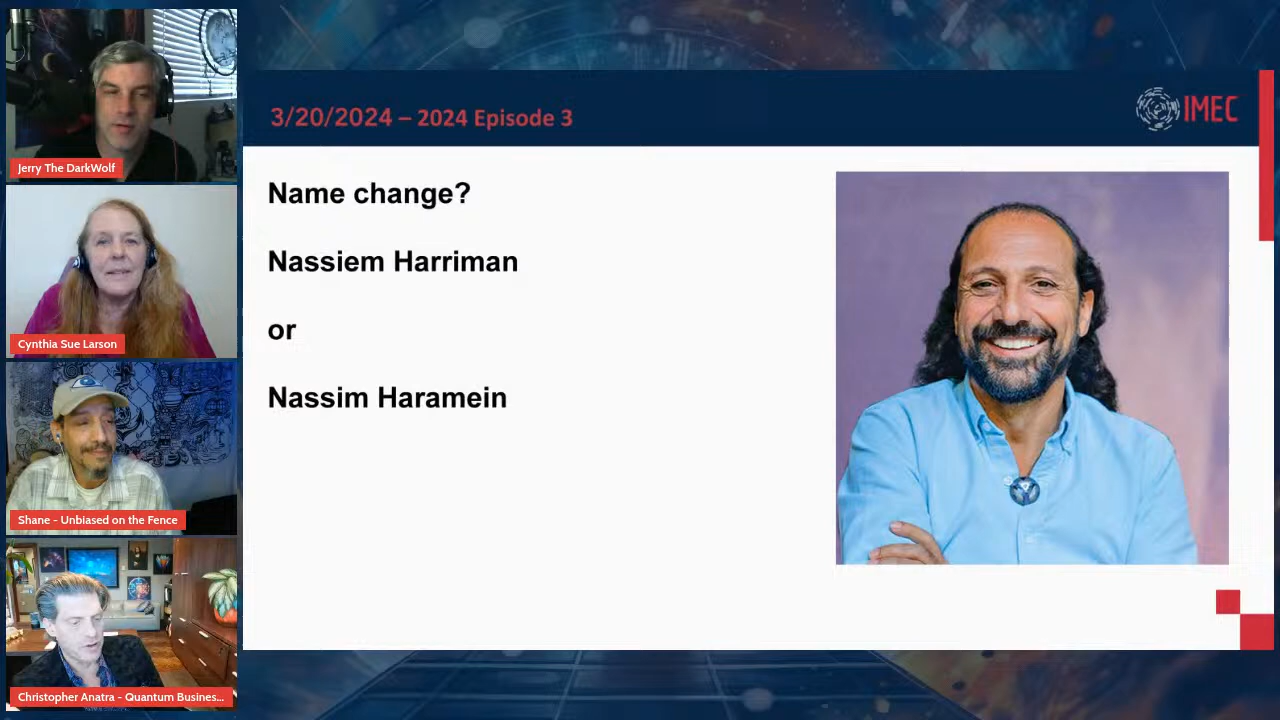 Jerry The DarkWolf
Cynthia Sue Larson
Shane - Unbiased on the Fence
Christopher Anatra - Quantum Busines...
3/20/2024 – 2024 Episode 3
IMEC
Name change?
Nassiem Harriman
or
Nassim Haramein